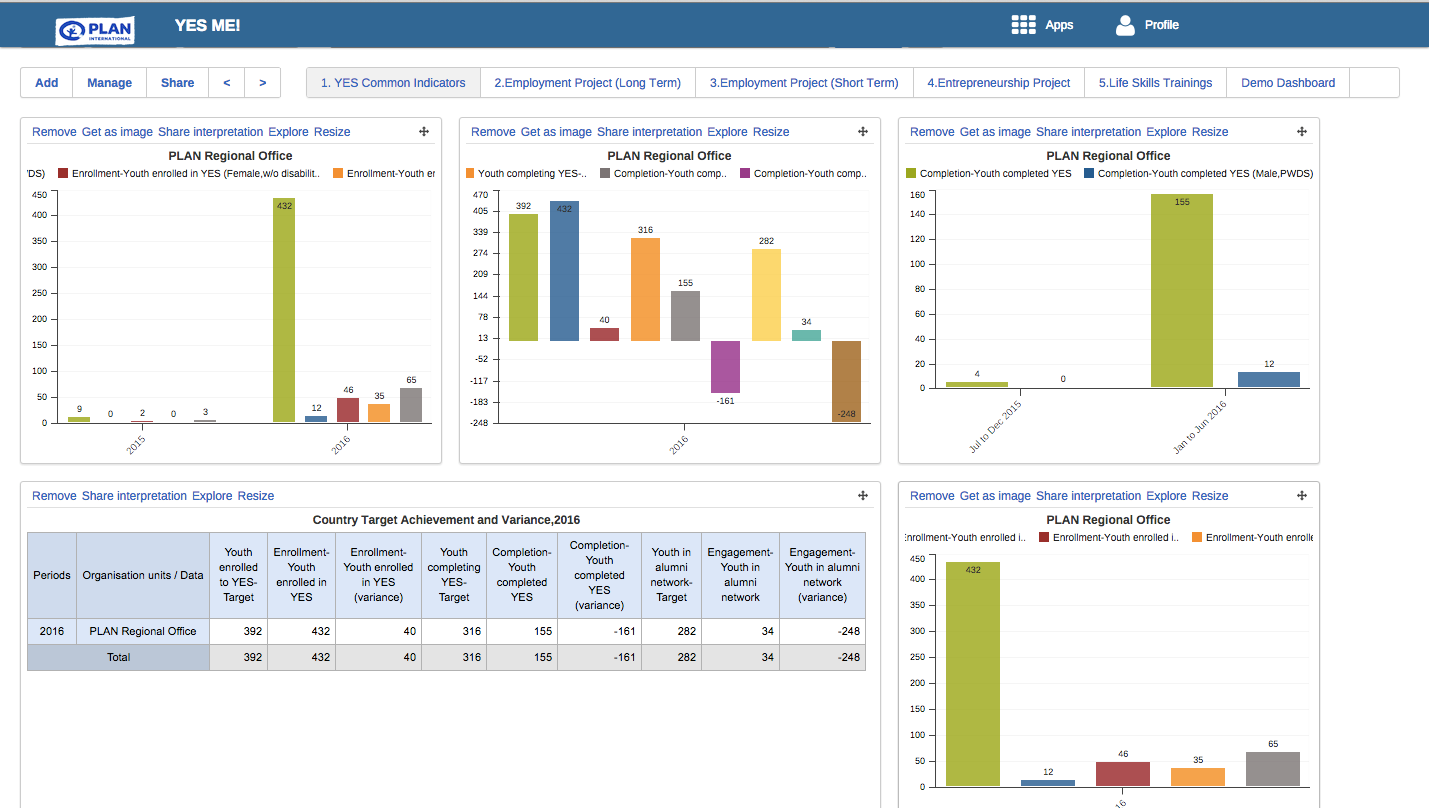 PLAN
INTERNATIONAL
YES MEI
Apps
Profile
Add Manage Share < >
1. YES Common Indicators 2.Employment Project (Long Term) 3.Employment Project (Short Term) 4.Entrepreneurship Project 5.Life Skills Trainings Demo Dashboard
Remove Get as image Share interpretation Explore Resize
PLAN Regional Office
'DS) Enrollment-Youth enrolled in YES (Female,w/o disabilit.. Enrollment-Youth er
450
400
350
300
250
200
150
100
50
0
9 0 2 0 3 432 12 46 35 65
2015 2016
Remove Get as image Share interpretation Explore Resize
PLAN Regional Office
Youth completing YES-.. Completion-Youth comp.. Completion-Youth comp..
470
405
339
274
209
144
78
13
-52
-117
-183
-248
392 432 40 316 155 -161 282 34 -248
2016
Remove Get as image Share interpretation Explore Resize
PLAN Regional Office
Completion-Youth completed YES Completion-Youth completed YES (Male,PWDS)
160
140
120
100
80
60
40
20
0
4 0 155 12
Jul to Dec 2015 Jan to Jun 2016
Remove Share interpretation Explore Resize
Country Target Achievement and Variance,2016
Periods Organisation units / Data Youth enrolled to YES-Target Enrollment-Youth enrolled in YES Enrollment-Youth enrolled in YES (variance) Youth completing YES-Target Completion-Youth completed YES Completion-Youth completed YES (variance) Youth in alumni network-Target Engagement-Youth in alumni network Engagement-Youth in alumni network (variance)
2016 PLAN Regional Office 392 432 40 316 155 -161 282 34 -248
Total 392 432 40 316 155 -161 282 34 -248
Remove Get as image Share interpretation Explore Resize
PLAN Regional Office
Enrollment-Youth enrolled i.. Enrollment-Youth enrolled i.. Enrollment-Youth enrolle
450
400
350
300
250
200
150
100
50
0
432 12 46 35 65
16